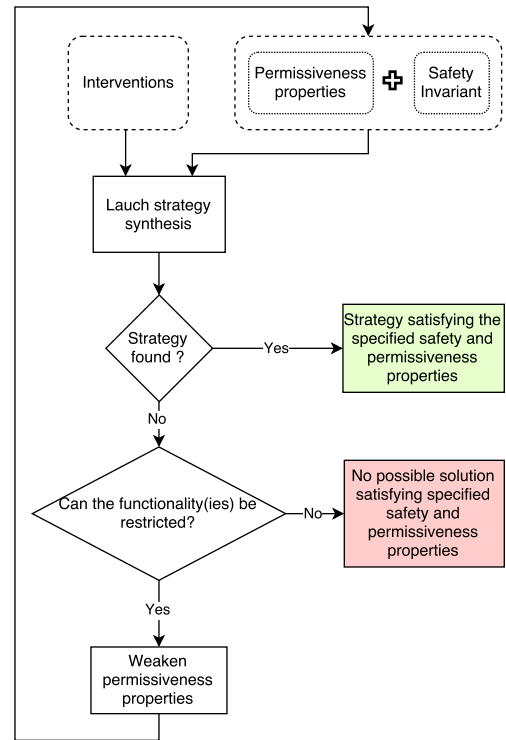 Interventions
Permissiveness
properties
Safety
Invariant
Lauch strategy
synthesis
Strategy
found ?
Yes
Strategy satisfying the
specified safety and
permissiveness
properties
No
Can the functionality(ies) be
restricted?
No
No possible solution
satisfying specified
safety and
permissiveness
properties
Yes
Weaken
permissiveness
properties